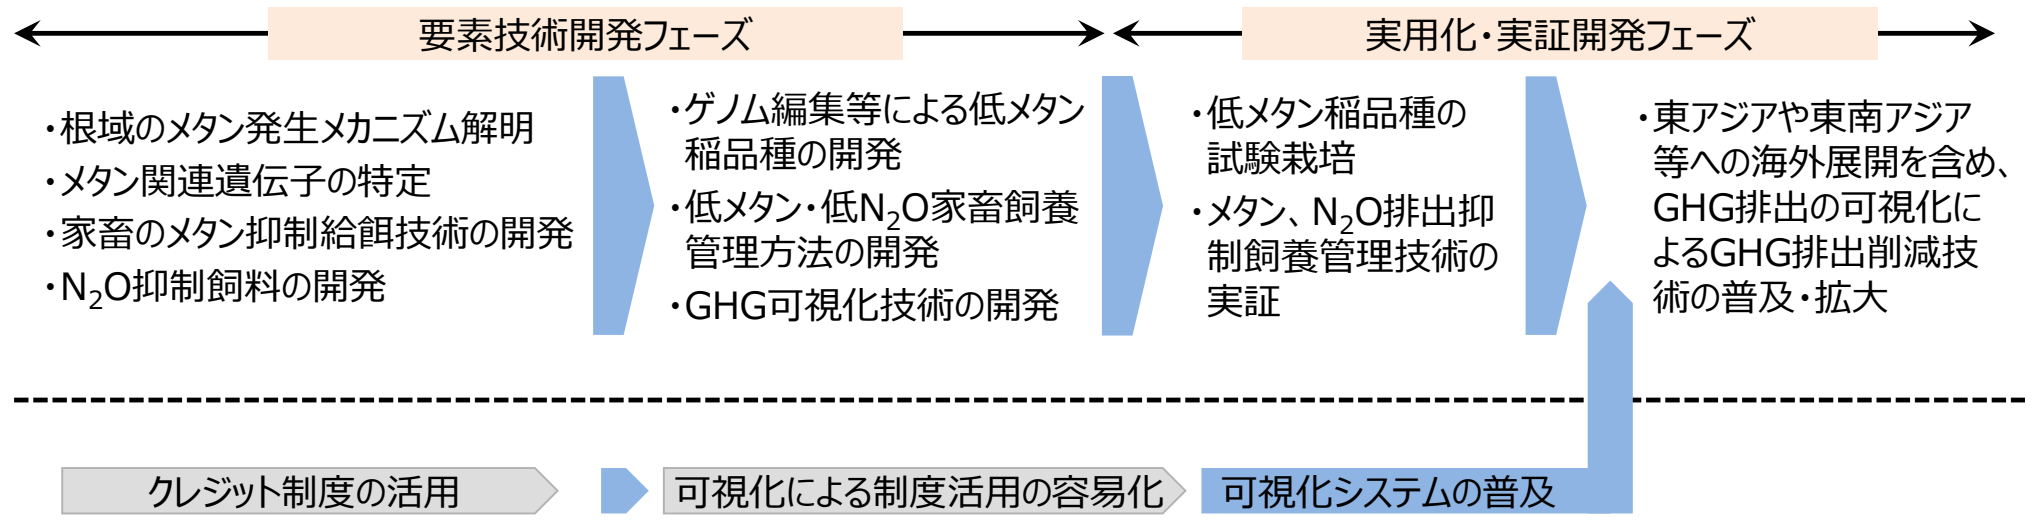 要素技術開発フェーズ
実用化・実証開発フェーズ
・根域のメタン発生メカニズム解明
・メタン関連遺伝子の特定
・家畜のメタン抑制給餌技術の開発
・N₂O抑制飼料の開発
・ゲノム編集等による低メタン
稲品種の開発
・低メタン・低N₂O家畜飼養
管理方法の開発
・GHG可視化技術の開発
・低メタン稲品種の
試験栽培
・メタン、N₂O排出抑
制飼養管理技術の
実証
・東アジアや東南アジア
等への海外展開を含め、
GHG排出の可視化に
よるGHG排出削減技
術の普及・拡大
クレジット制度の活用
可視化による制度活用の容易化
可視化システムの普及